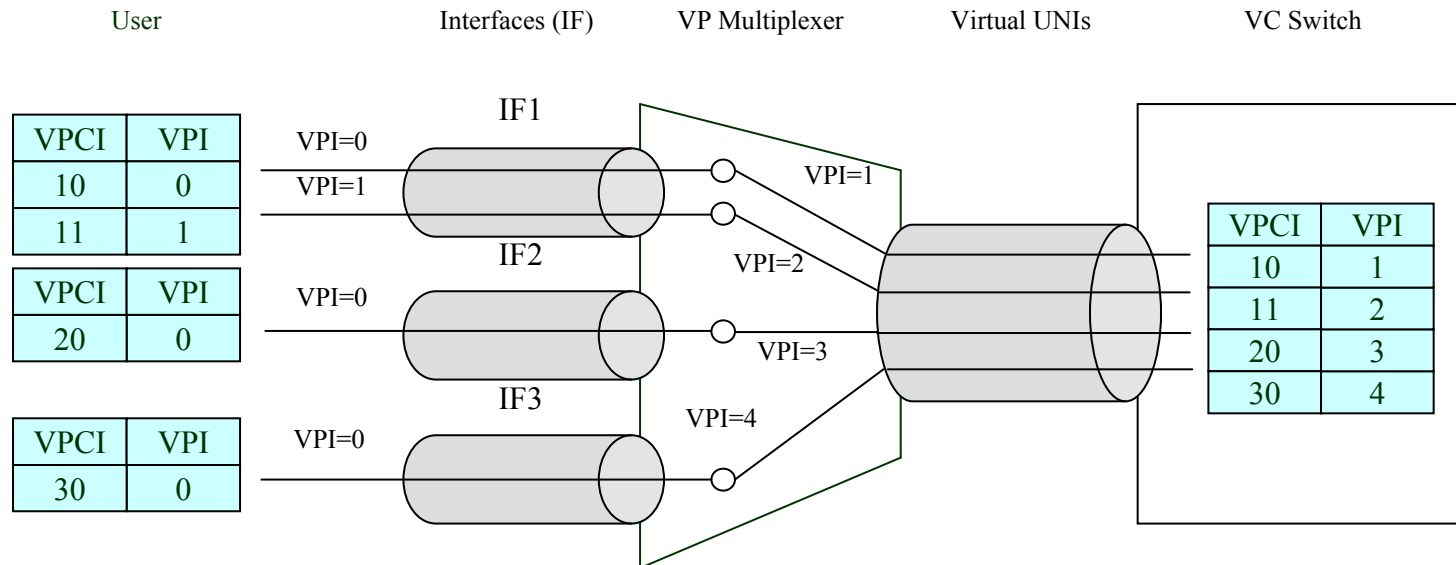 User Interfaces (IF) VP Multiplexer Virtual UNIs VC Switch
IF1
VPCI VPI
10 0
11 1
VPI=0
VPI=1
VPI=1
VPI=2
IF2
VPCI VPI
20 0
VPI=0
VPI=3
IF3
VPCI VPI
30 0
VPI=0
VPI=4
VPCI VPI
10 1
11 2
20 3
30 4